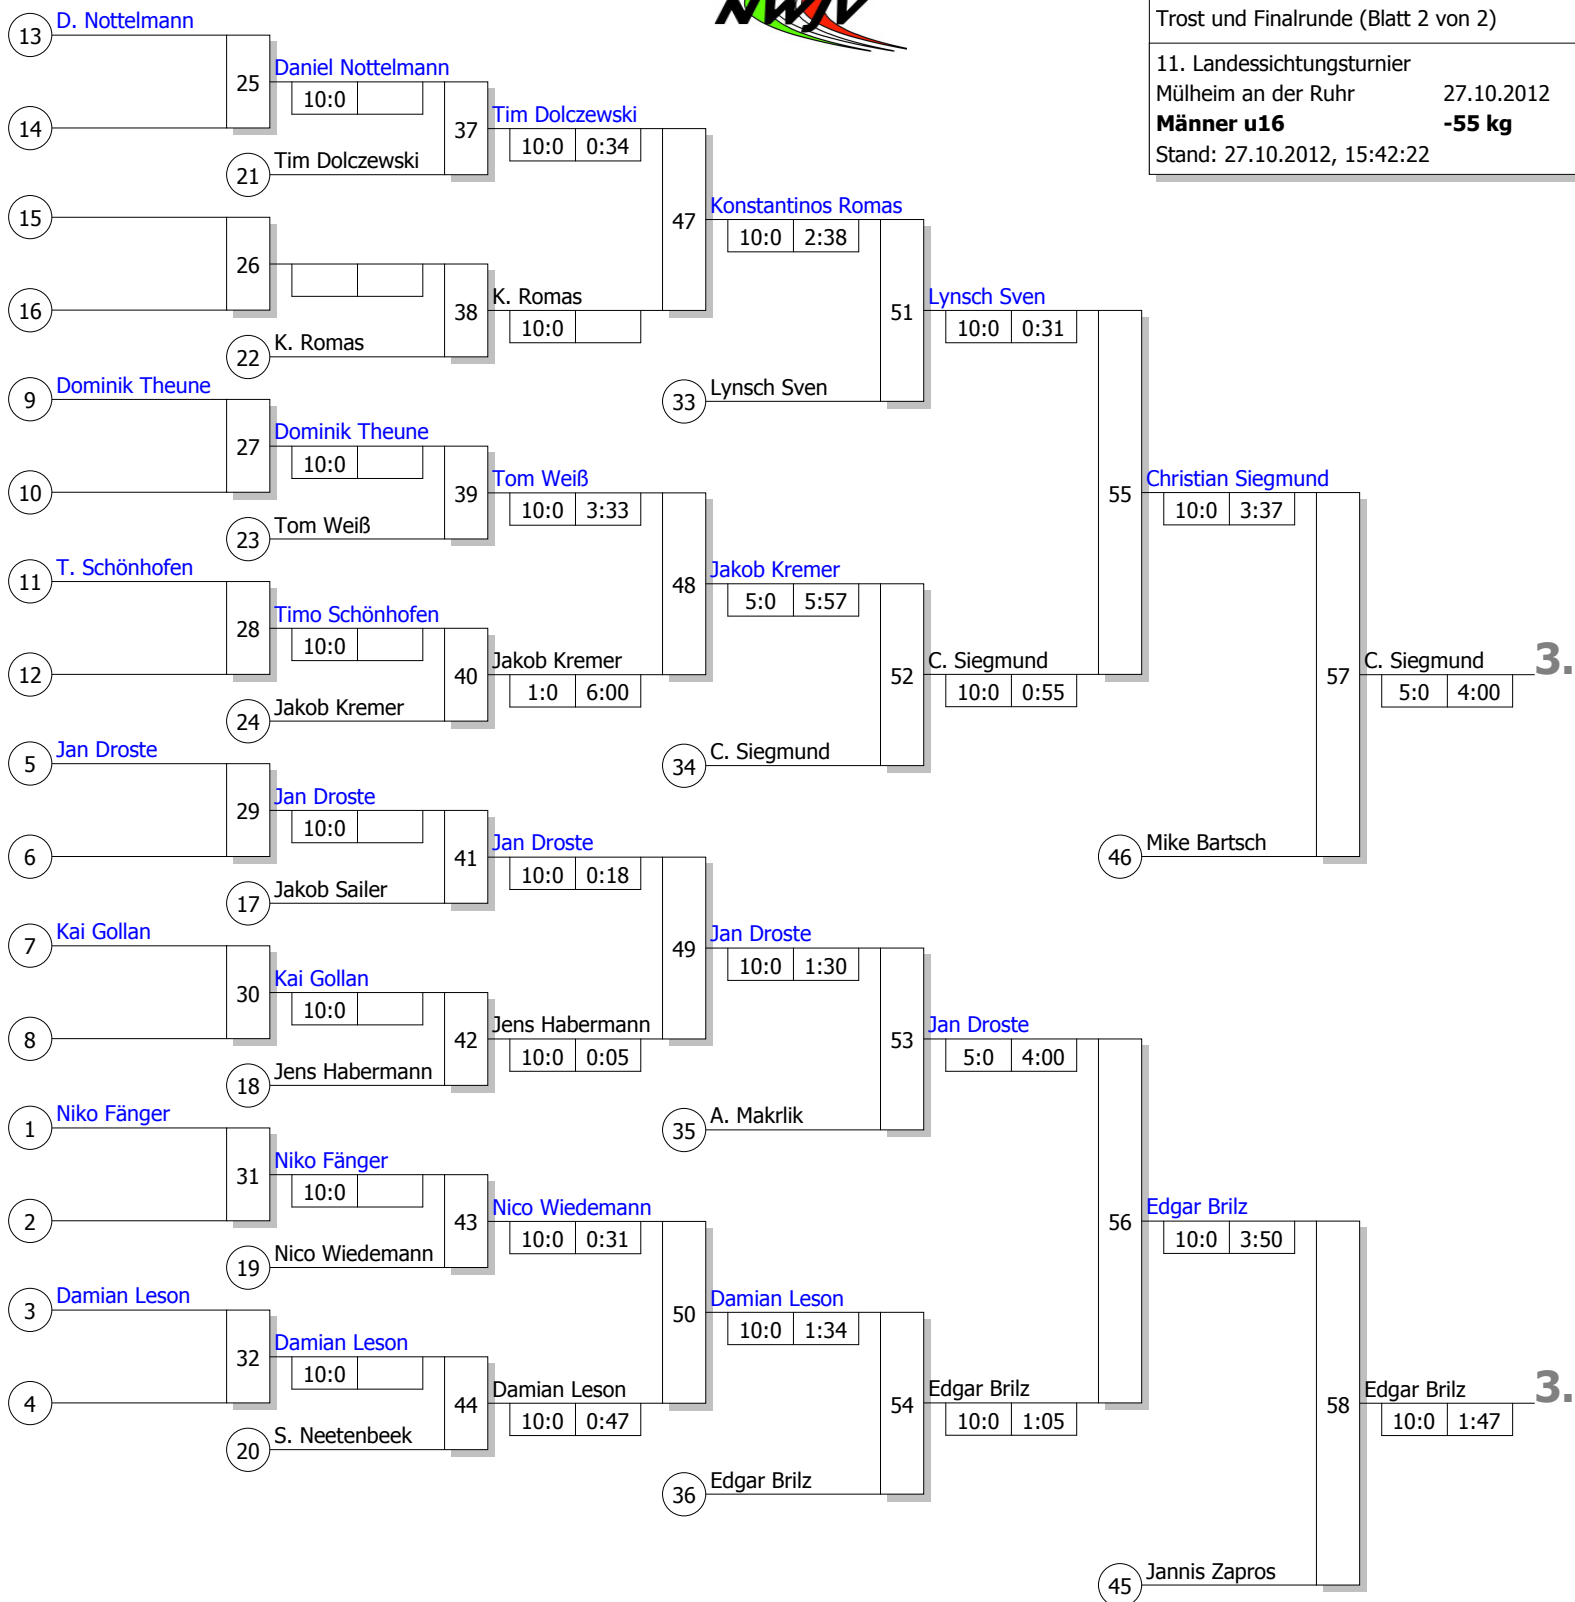 NWJV
Trost und Finalrunde (Blatt 2 von 2)
11. Landessichtungsturnier
Mülheim an der Ruhr 27.10.2012
Männer u16 -55 kg
Stand: 27.10.2012, 15:42:22
13 D. Nottelmann
25 Daniel Nottelmann
10:0
14
37 Tim Dolczewski
10:0 0:34
21 Tim Dolczewski
15
47 Konstantinos Romas
10:0 2:38
26
38 K. Romas
10:0
16
22 K. Romas
51 Lynsch Sven
10:0 0:31
33 Lynsch Sven
9 Dominik Theune
27 Dominik Theune
10:0
10
39 Tom Weiß
10:0 3:33
23 Tom Weiß
55 Christian Siegmund
10:0 3:37
11 T. Schönhofen
48 Jakob Kremer
5:0 5:57
28 Timo Schönhofen
10:0
12
40 Jakob Kremer
1:0 6:00
24 Jakob Kremer
52 C. Siegmund
10:0 0:55
57 C. Siegmund 3.
5:0 4:00
34 C. Siegmund
5 Jan Droste
29 Jan Droste
10:0
6
41 Jan Droste
10:0 0:18
46 Mike Bartsch
17 Jakob Sailer
7 Kai Gollan
49 Jan Droste
10:0 1:30
30 Kai Gollan
10:0
8
42 Jens Habermann
10:0 0:05
18 Jens Habermann
53 Jan Droste
5:0 4:00
35 A. Makrlik
1 Niko Fänger
31 Niko Fänger
10:0
2
43 Nico Wiedemann
10:0 0:31
19 Nico Wiedemann
56 Edgar Brilz
10:0 3:50
3 Damian Leson
50 Damian Leson
10:0 1:34
32 Damian Leson
10:0
4
44 Damian Leson
10:0 0:47
20 S. Neetenbeek
54 Edgar Brilz
10:0 1:05
58 Edgar Brilz 3.
10:0 1:47
36 Edgar Brilz
45 Jannis Zapros